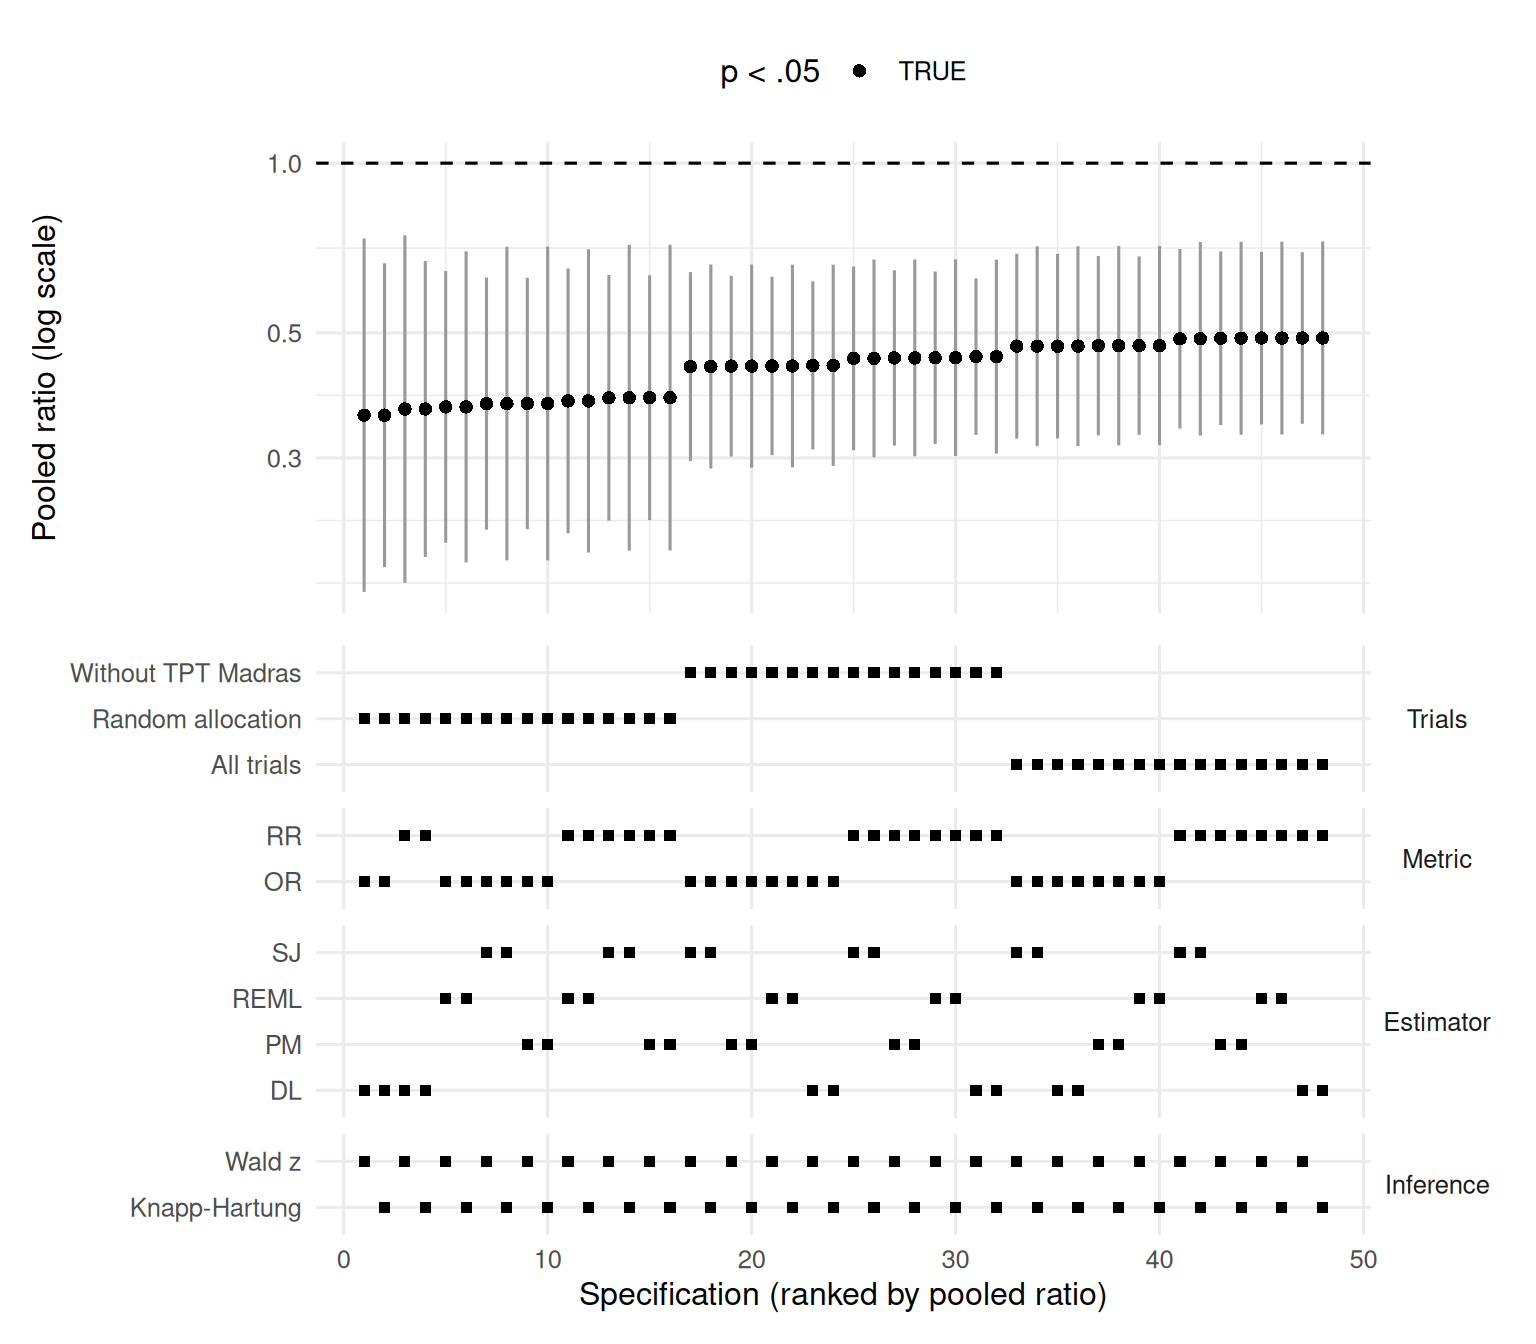 p < .05 TRUE
Pooled ratio (log scale)
1.0
0.5
0.3
Without TPT Madras
Random allocation
All trials
Trials
RR
OR
Metric
SJ
REML
PM
DL
Estimator
Wald z
Knapp-Hartung
Inference
0 10 20 30 40 50
Specification (ranked by pooled ratio)